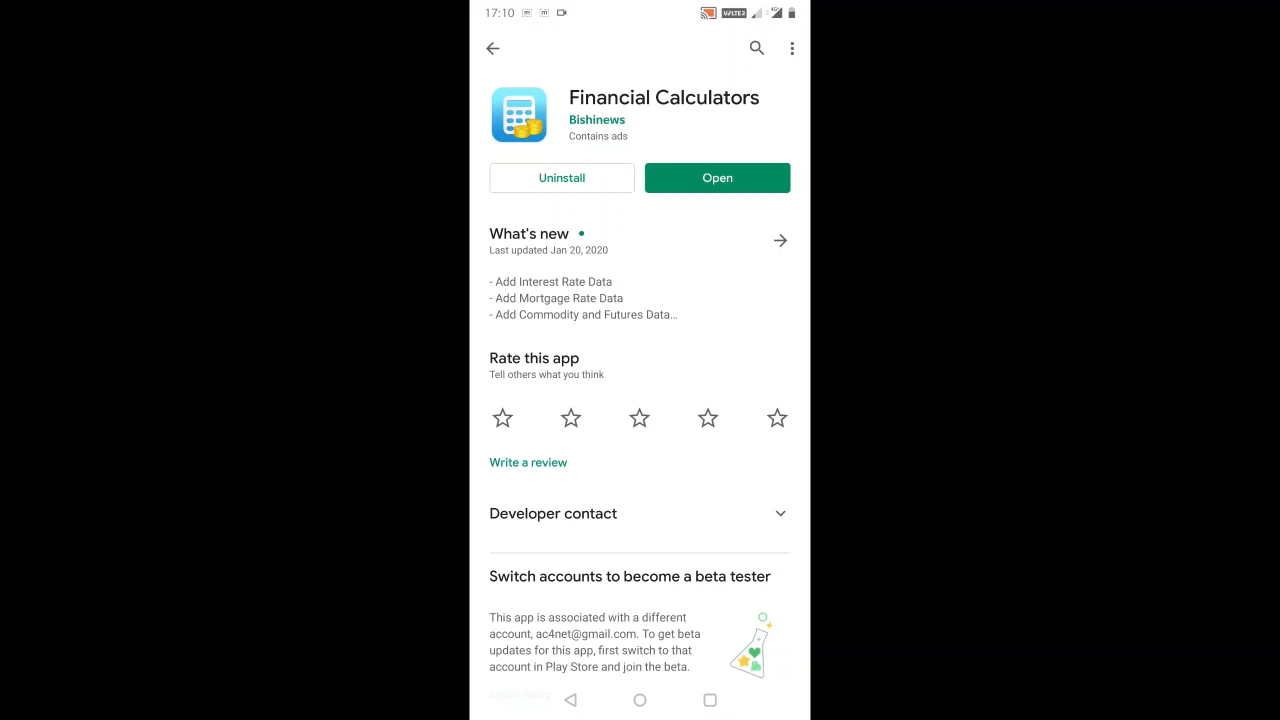 17:10
VoLTE2 4G
Financial Calculators
Bishinews
Contains ads
Uninstall
Open
What's new
Last updated Jan 20, 2020
- Add Interest Rate Data
- Add Mortgage Rate Data
- Add Commodity and Futures Data…
Rate this app
Tell others what you think
Write a review
Developer contact
Switch accounts to become a beta tester
This app is associated with a different
account, ac4net@gmail.com. To get beta
updates for this app, first switch to that
account in Play Store and join the beta.
Learn more